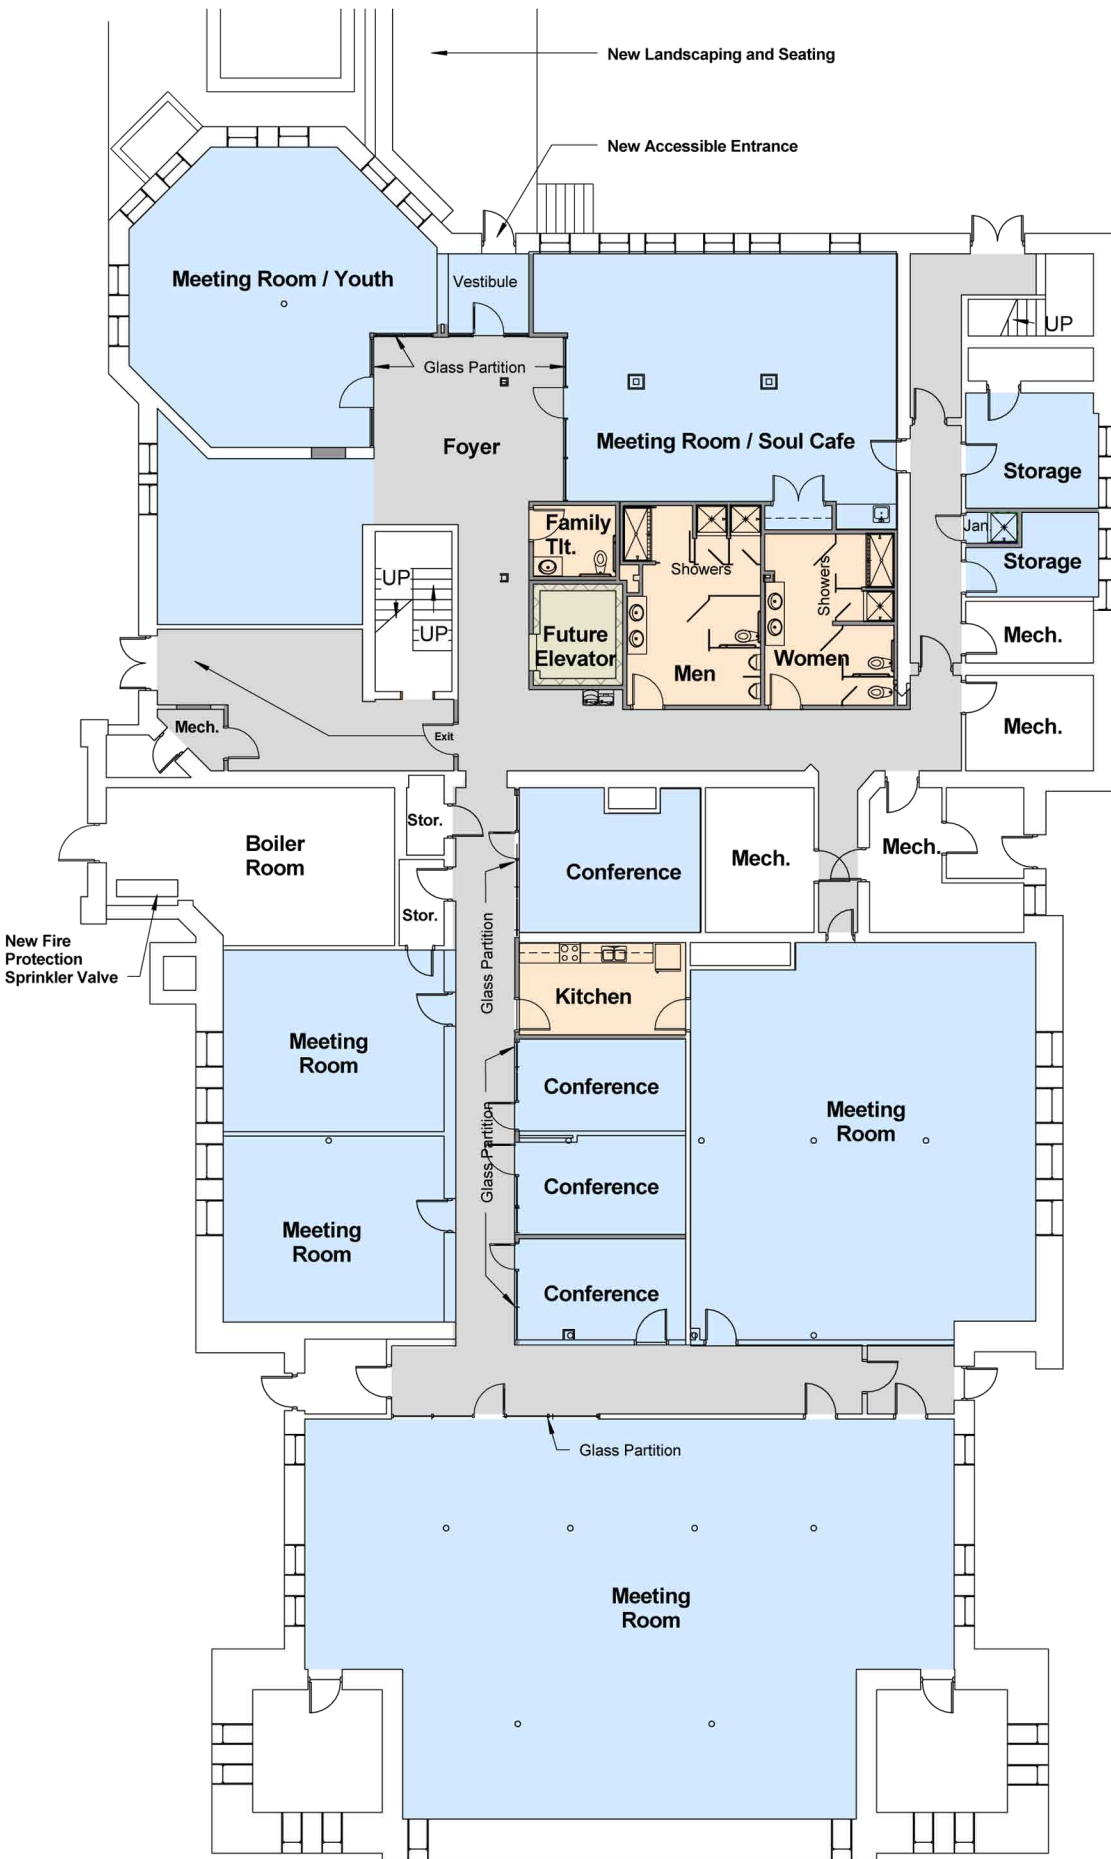 New Landscaping and Seating
New Accessible Entrance
Meeting Room / Youth
Vestibule
UP
Glass Partition
Foyer
Meeting Room / Soul Cafe
Storage
Family
Tlt.
Jan.
Showers
Showers
Storage
UP
UP
Future
Elevator
Men
Women
Mech.
Mech.
Mech.
Exit
Stor.
Boiler
Room
Mech.
Mech.
Conference
Stor.
New Fire
Protection
Sprinkler Valve
Glass Partition
Kitchen
Meeting
Room
Conference
Meeting
Room
Glass Partition
Conference
Meeting
Room
Conference
Glass Partition
Meeting
Room